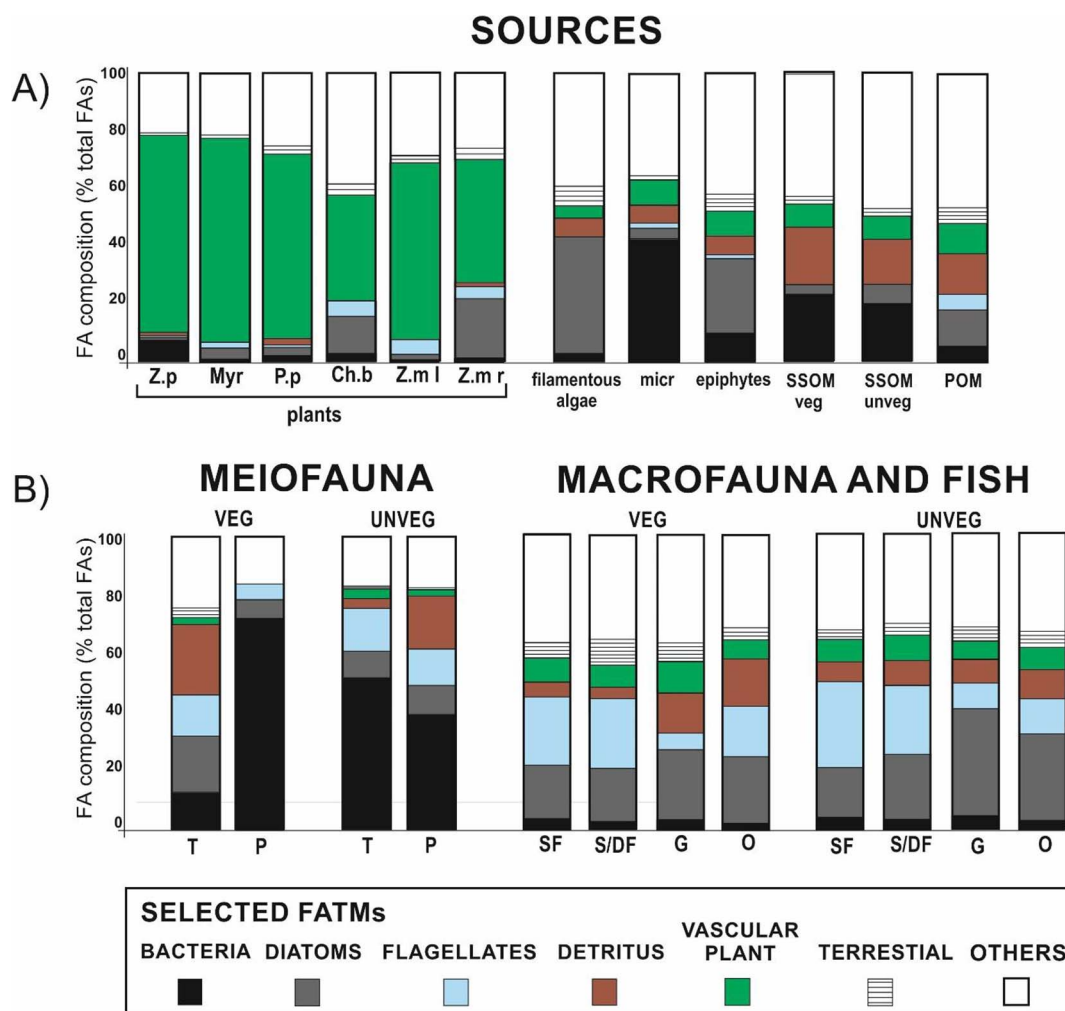 SOURCES
A)
FA composition (% total FAs)
100
80
60
40
20
0
Z.p Myr P.p Ch.b Z.m l Z.m r
plants
filamentous algae
micr
epiphytes
SSOM veg
SSOM unveg
POM
B)
MEIOFAUNA
VEG UNVEG
MACROFAUNA AND FISH
VEG UNVEG
FA composition (% total FAs)
100
80
60
40
20
0
T P T P SF S/DF G O SF S/DF G O
SELECTED FATMs
BACTERIA DIATOMS FLAGELLATES DETRITUS VASCULAR PLANT TERRESTIAL OTHERS